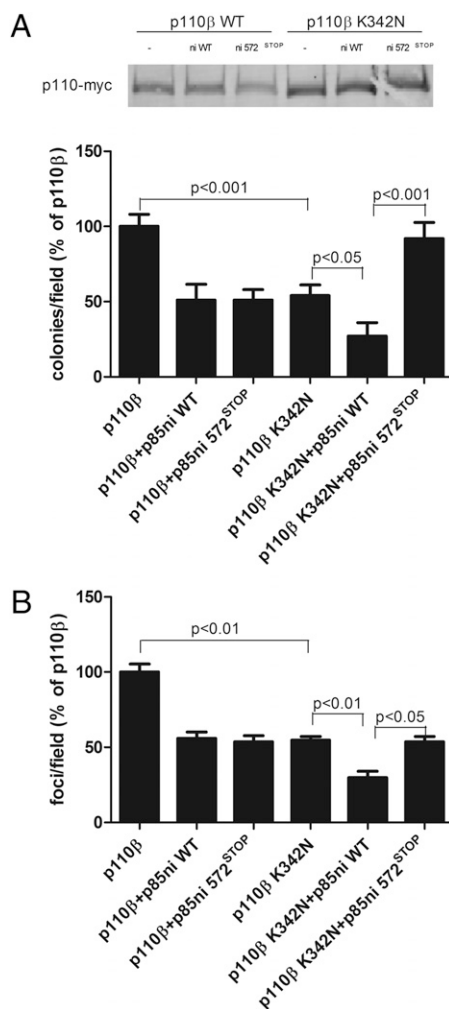 A
p110β WT
p110β K342N
-
ni WT
ni 572 STOP
-
ni WT
ni 572 STOP
p110-myc
colonies/field (% of p110β)
150
100
50
0
p<0.001
p<0.05
p<0.001
p110β
p110β+p85ni WT
p110β+p85ni 572STOP
p110β K342N
p110β K342N+p85ni WT
p110β K342N+p85ni 572STOP
B
foci/field (% of p110β)
150
100
50
0
p<0.01
p<0.01
p<0.05
p110β
p110β+p85ni WT
p110β+p85ni 572STOP
p110β K342N
p110β K342N+p85ni WT
p110β K342N+p85ni 572STOP